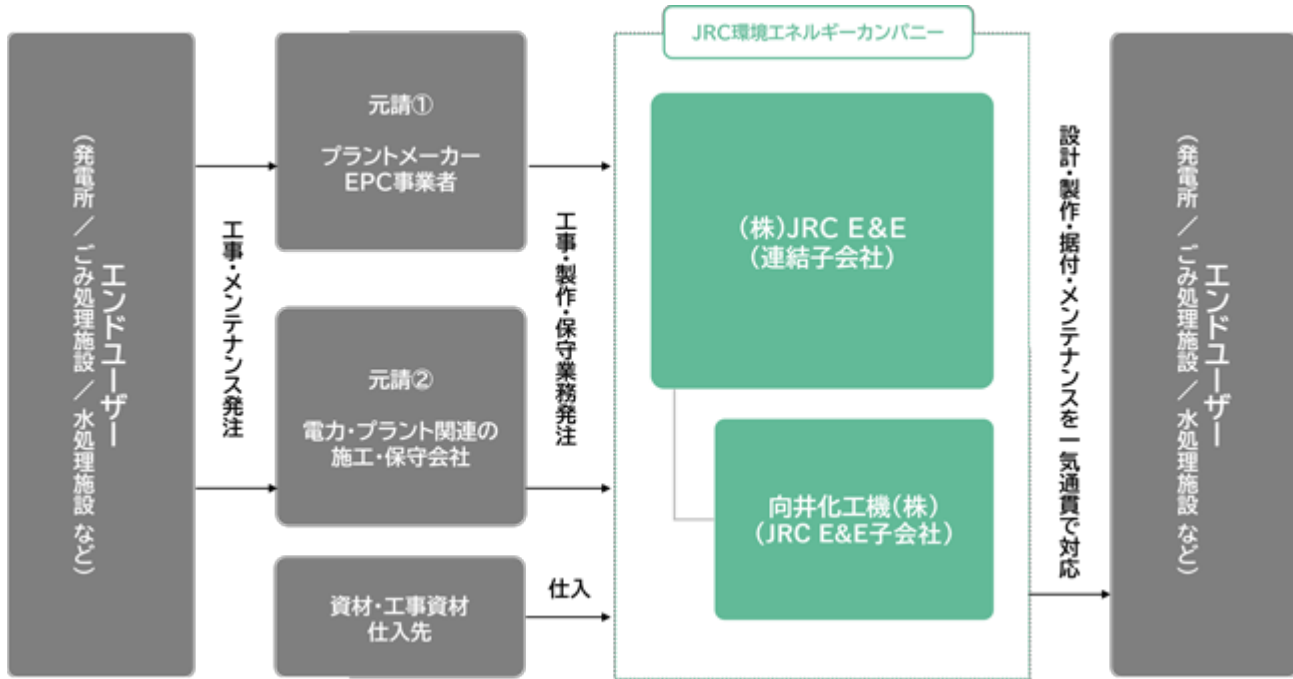 エンドユーザー
（発電所 ／ ごみ処理施設 ／ 水処理施設 など）
工事・メンテナンス発注
元請①
プラントメーカー
EPC事業者
元請②
電力・プラント関連の
施工・保守会社
資材・工事資材
仕入先
工事・製作・保守業務発注
仕入
JRC環境エネルギーカンパニー
(株)JRC E&E
(連結子会社)
向井化工機(株)
(JRC E&E子会社)
設計・製作・据付・メンテナンスを一気通貫で対応
エンドユーザー
（発電所 ／ ごみ処理施設 ／ 水処理施設 など）